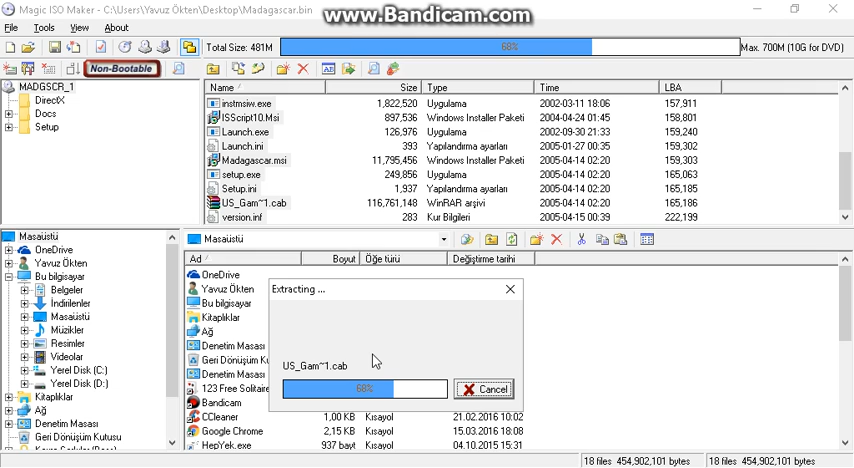 Magic ISO Maker - C:\Users\Yavuz Ökten\Desktop\Madagascar.bin
www.Bandicam.com
File Tools View About
Total Size: 481M
68%
Max. 700M (10G for DVD)
Non-Bootable
MADGSCR_1
DirectX
Docs
Setup
Name Size Type Time LBA
instmsiw.exe 1,822,520 Uygulama 2002-03-11 18:06 157,911
ISScript10.Msi 897,536 Windows Installer Paketi 2004-04-24 01:45 158,801
Launch.exe 126,976 Uygulama 2002-09-30 21:33 159,240
Launch.ini 393 Yapılandırma ayarları 2005-01-27 00:35 159,302
Madagascar.msi 11,795,456 Windows Installer Paketi 2005-04-14 02:20 159,303
setup.exe 249,856 Uygulama 2005-04-14 02:20 165,063
Setup.ini 1,937 Yapılandırma ayarları 2005-04-14 02:20 165,185
US_Gam~1.cab 116,761,148 WinRAR arşivi 2005-04-14 02:20 165,186
version.inf 283 Kur Bilgileri 2005-04-15 00:39 222,199
Masaüstü
OneDrive
Yavuz Ökten
Bu bilgisayar
Belgeler
İndirilenler
Masaüstü
Müzikler
Resimler
Videolar
Yerel Disk (C:)
Yerel Disk (D:)
Kitaplıklar
Ağ
Denetim Masası
Geri Dönüşüm Kutusu
Masaüstü
Ad Boyut Öğe türü Değiştirme tarihi
OneDrive
Yavuz Ökten
Bu bilgisayar
Kitaplıklar
Ağ
Denetim Masası
Geri Dönüşüm Ku
Denetim Masası
123 Free Solitaire
Bandicam
CCleaner 1,00 KB Kısayol 21.02.2016 10:02
Google Chrome 2,15 KB Kısayol 15.03.2016 18:08
HepYek.exe 937 bayt Kısayol 04.10.2015 15:31
Extracting ...
US_Gam~1.cab
68%
Cancel
18 files 454,902,101 bytes
18 files 454,902,101 bytes